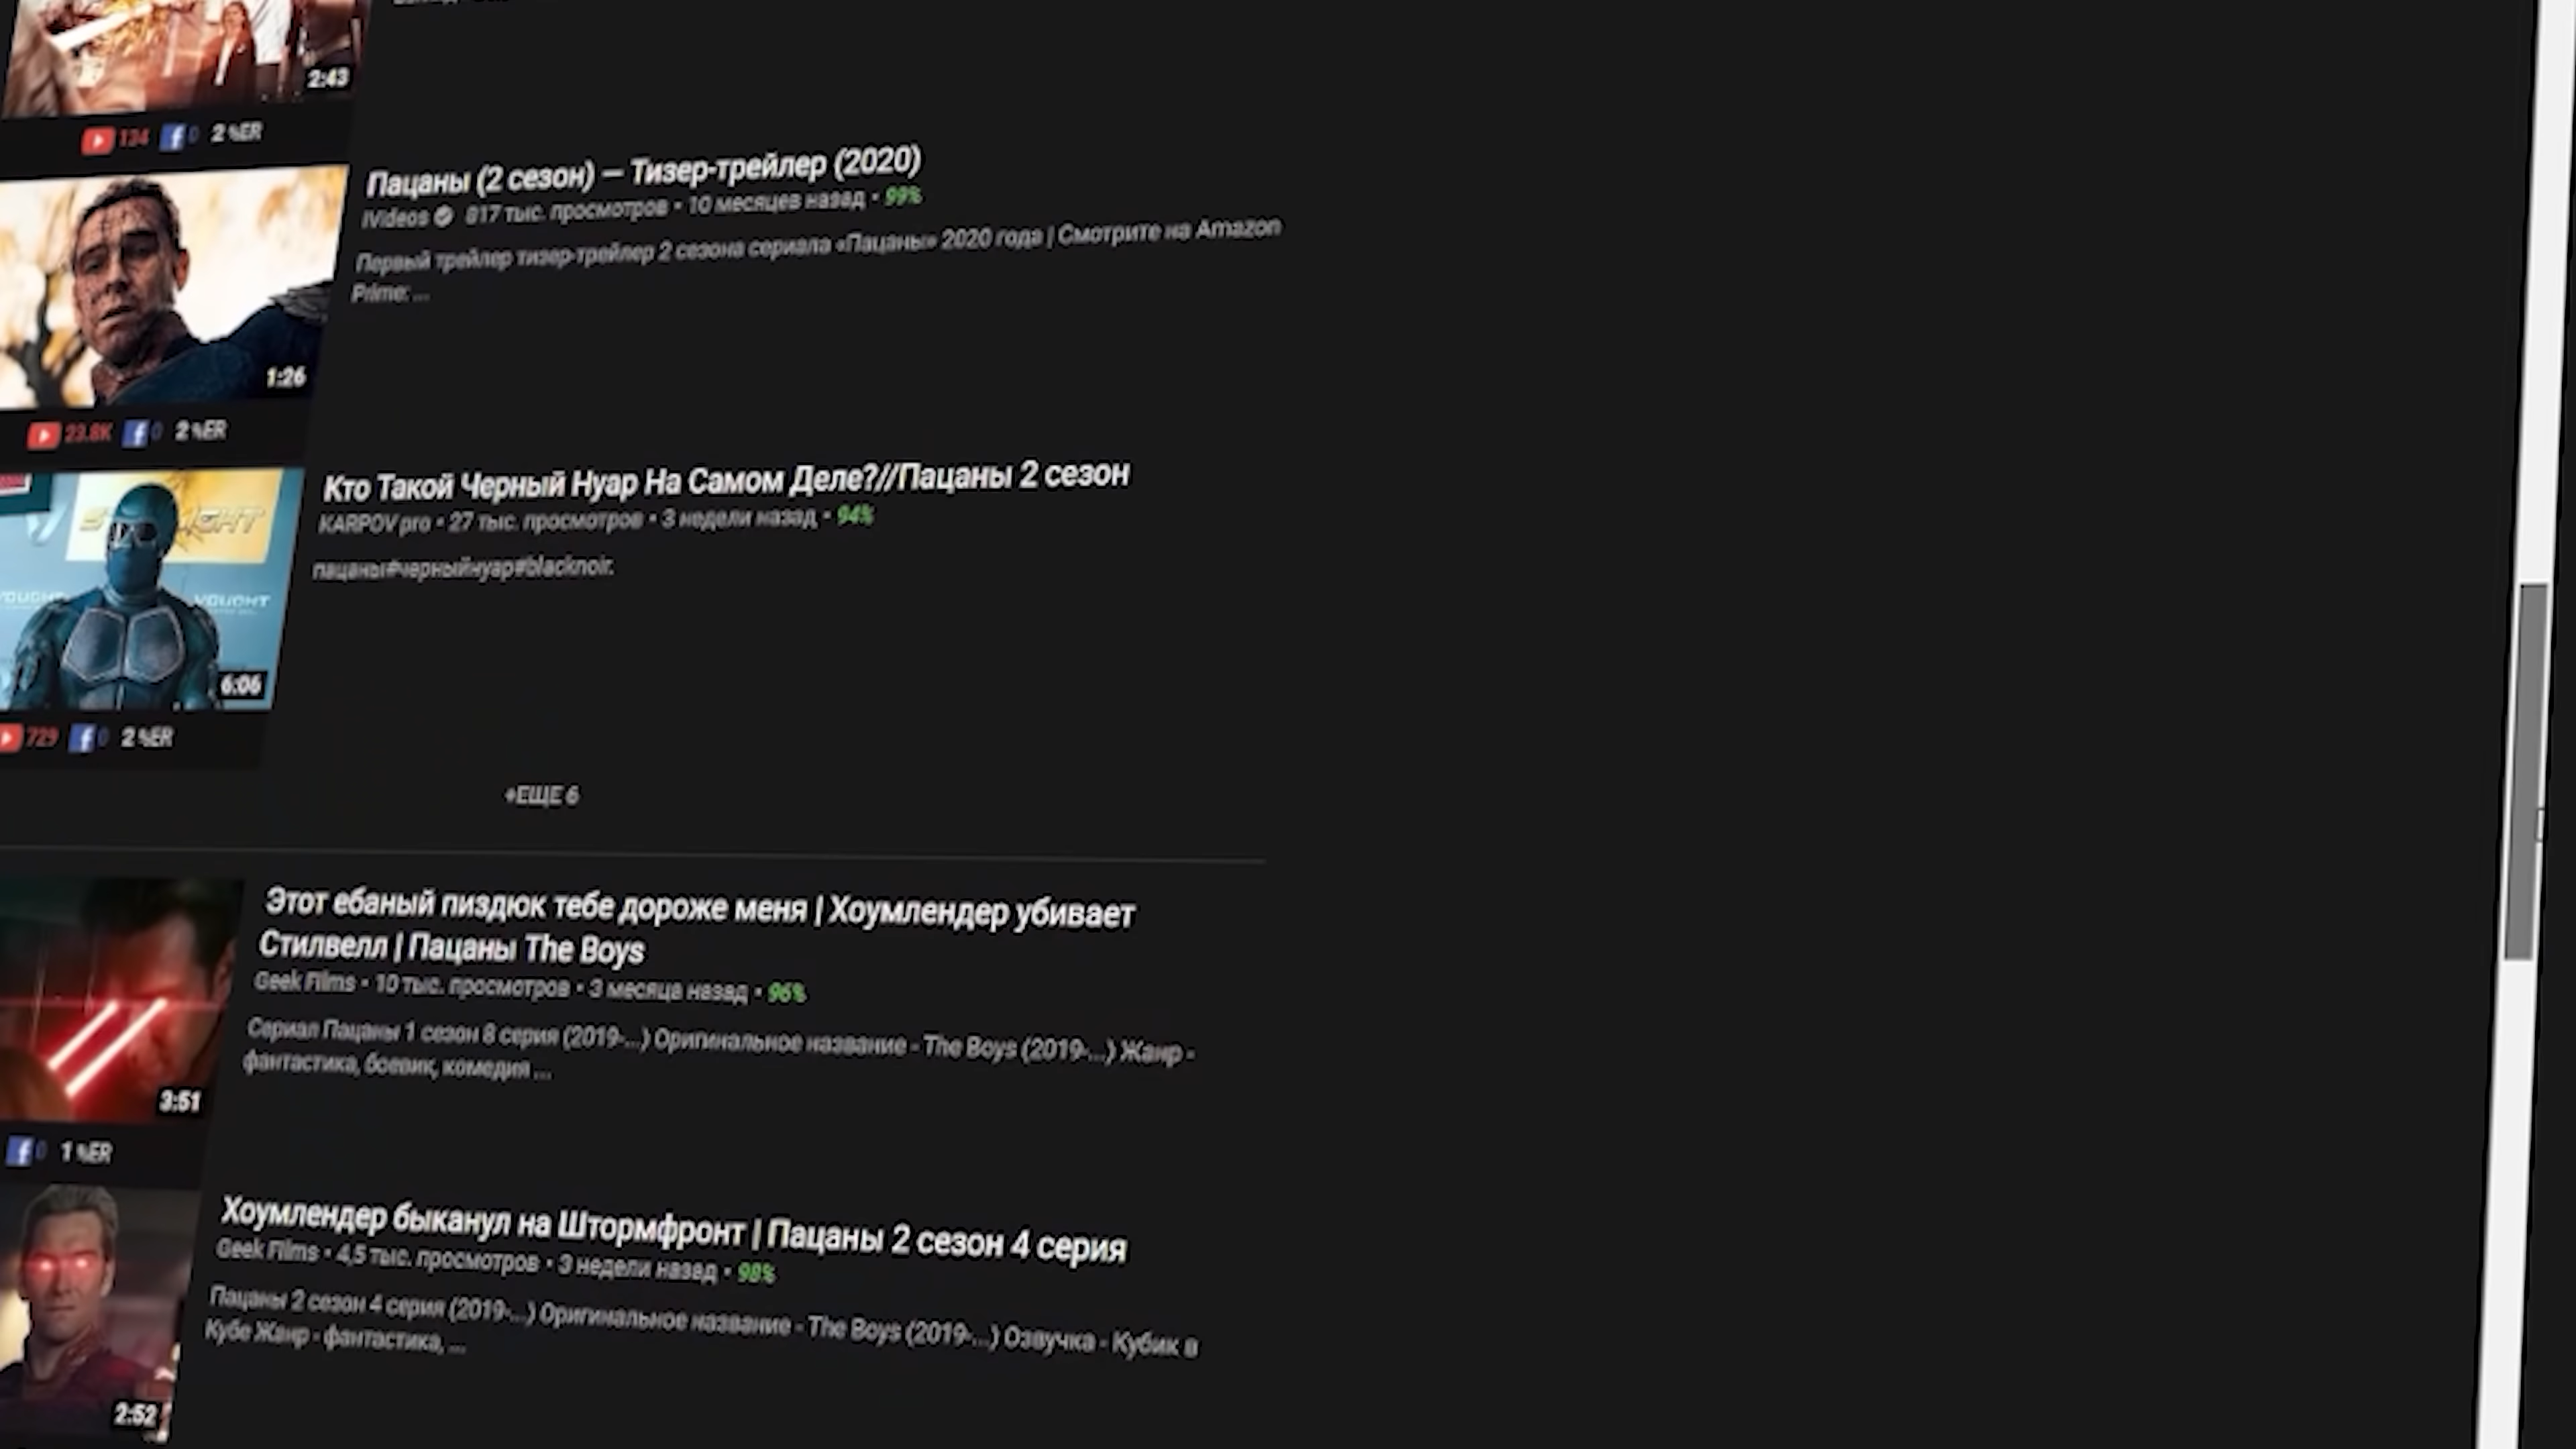 2:43
134 0 2 %ER
Пацаны (2 сезон) — Тизер-трейлер (2020)
iVideos 817 тыс. просмотров • 10 месяцев назад • 99%
Первый трейлер тизер-трейлер 2 сезона сериала «Пацаны» 2020 года | Смотрите на Amazon
Prime: ...
1:26
23.8K 0 2 %ER
Кто Такой Черный Нуар На Самом Деле?//Пацаны 2 сезон
KARPOV pro • 27 тыс. просмотров • 3 недели назад • 94%
пацаны#черныйнуар#blacknoir.
VOUGHT
6:06
729 0 2 %ER
+ЕЩЕ 6
Этот ебаный пиздюк тебе дороже меня | Хоумлендер убивает
Стилвелл | Пацаны The Boys
Geek Films • 10 тыс. просмотров • 3 месяца назад • 96%
Сериал Пацаны 1 сезон 8 серия (2019-...) Оригинальное название - The Boys (2019-...) Жанр -
фантастика, боевик, комедия ...
3:51
0 1 %ER
Хоумлендер быканул на Штормфронт | Пацаны 2 сезон 4 серия
Geek Films • 4,5 тыс. просмотров • 3 недели назад • 98%
Пацаны 2 сезон 4 серия (2019-...) Оригинальное название - The Boys (2019-...) Озвучка - Кубик в
Кубе Жанр - фантастика, ...
2:52